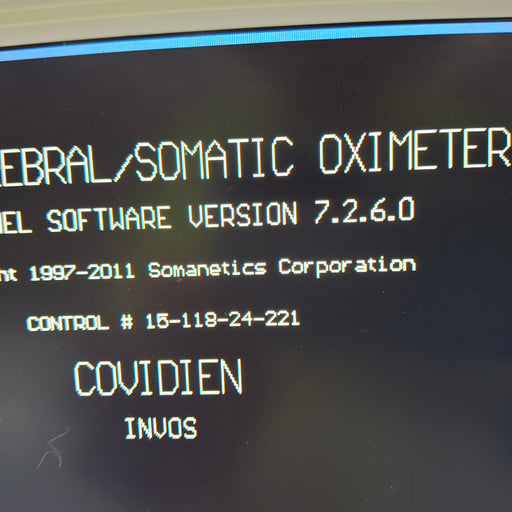 EBRAL/SOMATIC OXIMETER
EL SOFTWARE VERSION 7.2.6.0
ht 1997-2011 Somanetics Corporation
CONTROL # 15-118-24-221
COVIDIEN
INVOS